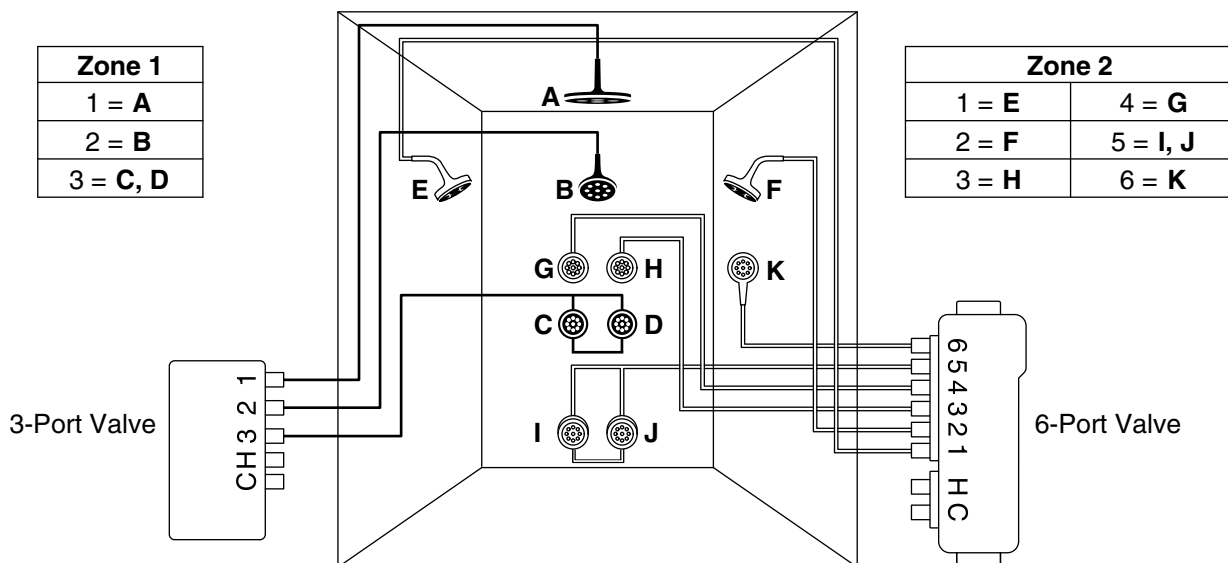 Zone 1
1 = A
2 = B
3 = C, D
Zone 2
1 = E 4 = G
2 = F 5 = I, J
3 = H 6 = K
A
E
B
F
G
H
K
C
D
I
J
3-Port Valve
1
2
3
H
C
6-Port Valve
6
5
4
3
2
1
H
C